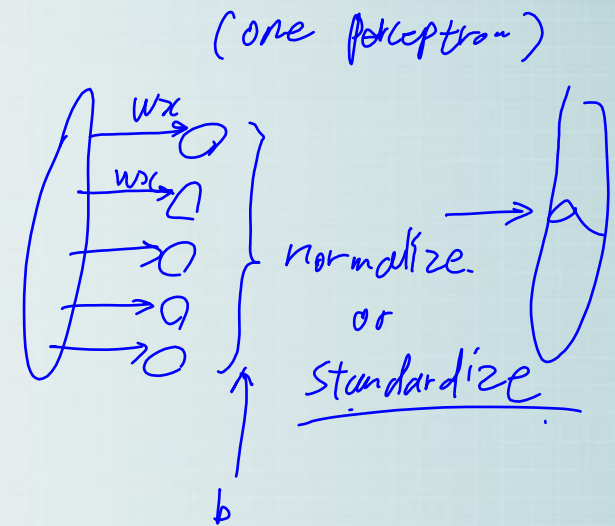 (one perceptron)
wx
wx
normalize
or
standardize
b